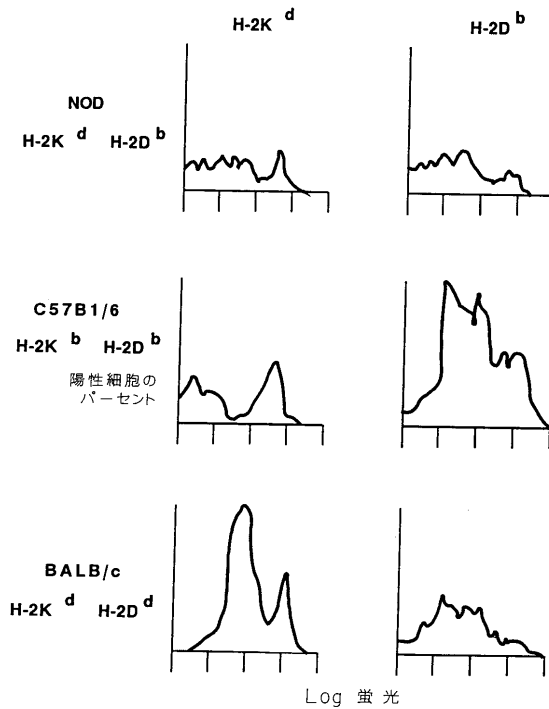 H-2K d H-2D b
NOD
H-2K d H-2D b
C57B1/6
H-2K b H-2D b
陽性細胞の
パーセント
BALB/c
H-2K d H-2D d
Log 蛍光